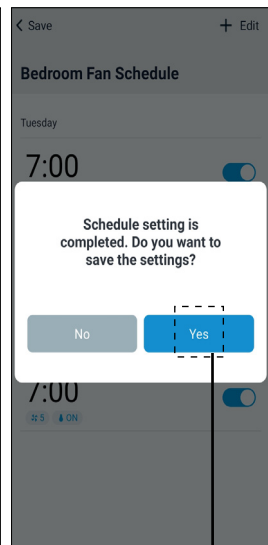 Save + Edit
Bedroom Fan Schedule
Tuesday
7:00
Schedule setting is
completed. Do you want to
save the settings?
No Yes
7:00
5 ON